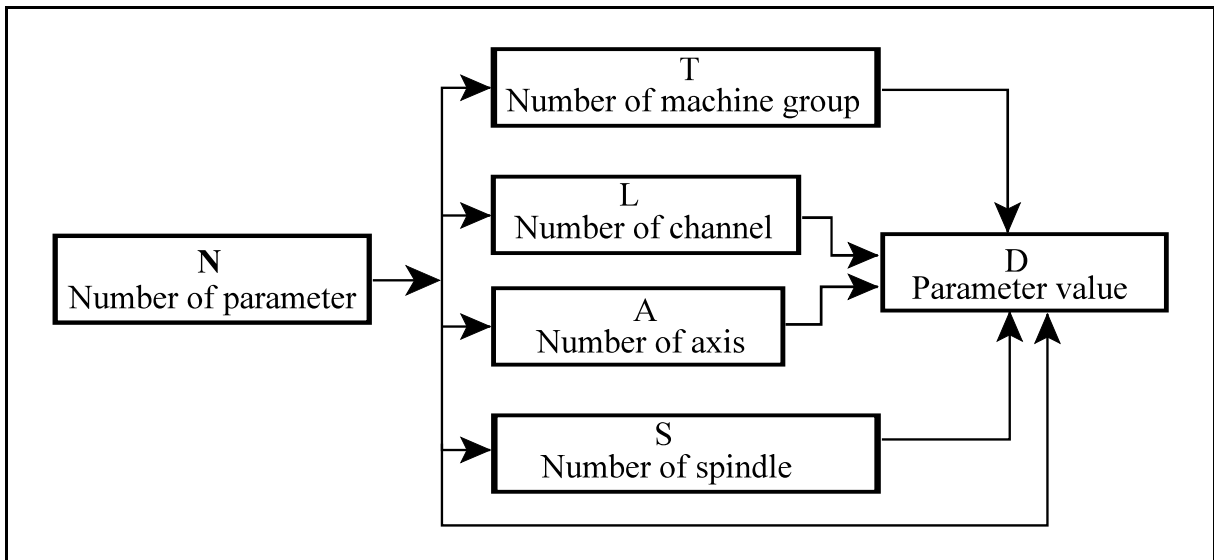 T
Number of machine group
L
Number of channel
N
Number of parameter
D
Parameter value
A
Number of axis
S
Number of spindle